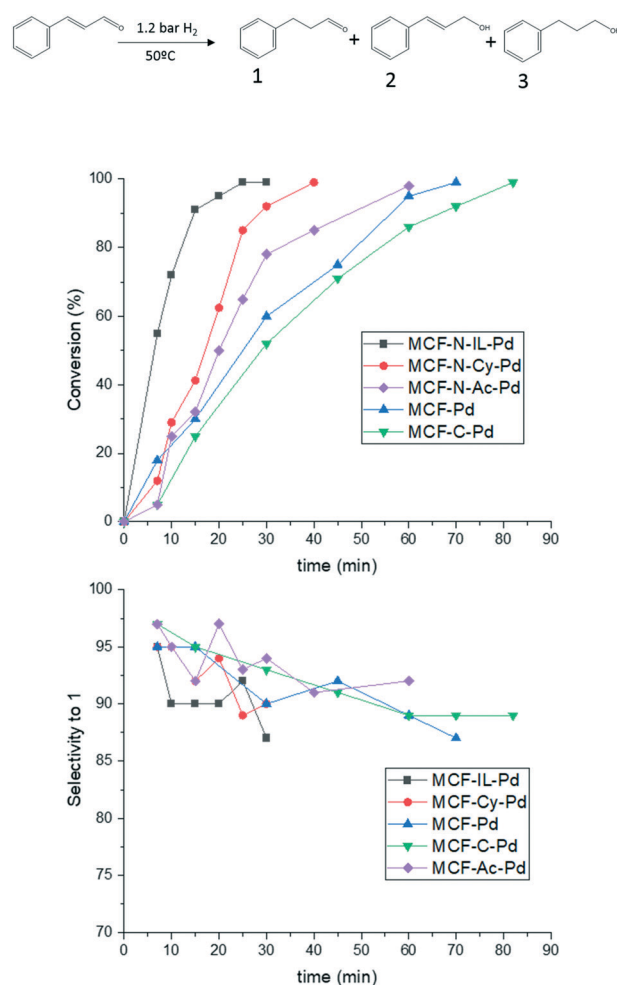 O
1.2 bar H2
50ºC
O
OH
OH
+
+
1
2
3
100
80
60
40
20
0
Conversion (%)
MCF-N-IL-Pd
MCF-N-Cy-Pd
MCF-N-Ac-Pd
MCF-Pd
MCF-C-Pd
0 10 20 30 40 50 60 70 80 90
time (min)
100
95
90
85
80
75
70
Selectivity to 1
MCF-IL-Pd
MCF-Cy-Pd
MCF-Pd
MCF-C-Pd
MCF-Ac-Pd
0 10 20 30 40 50 60 70 80 90
time (min)